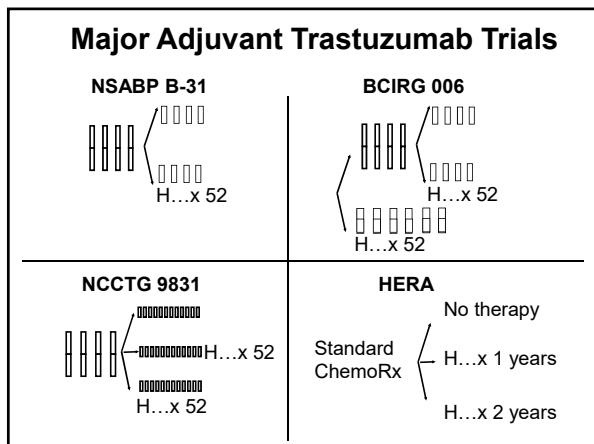 Major Adjuvant Trastuzumab Trials
NSABP B-31
H…x 52
BCIRG 006
H…x 52
H…x 52
NCCTG 9831
H…x 52
H…x 52
HERA
Standard
ChemoRx
No therapy
H…x 1 years
H…x 2 years